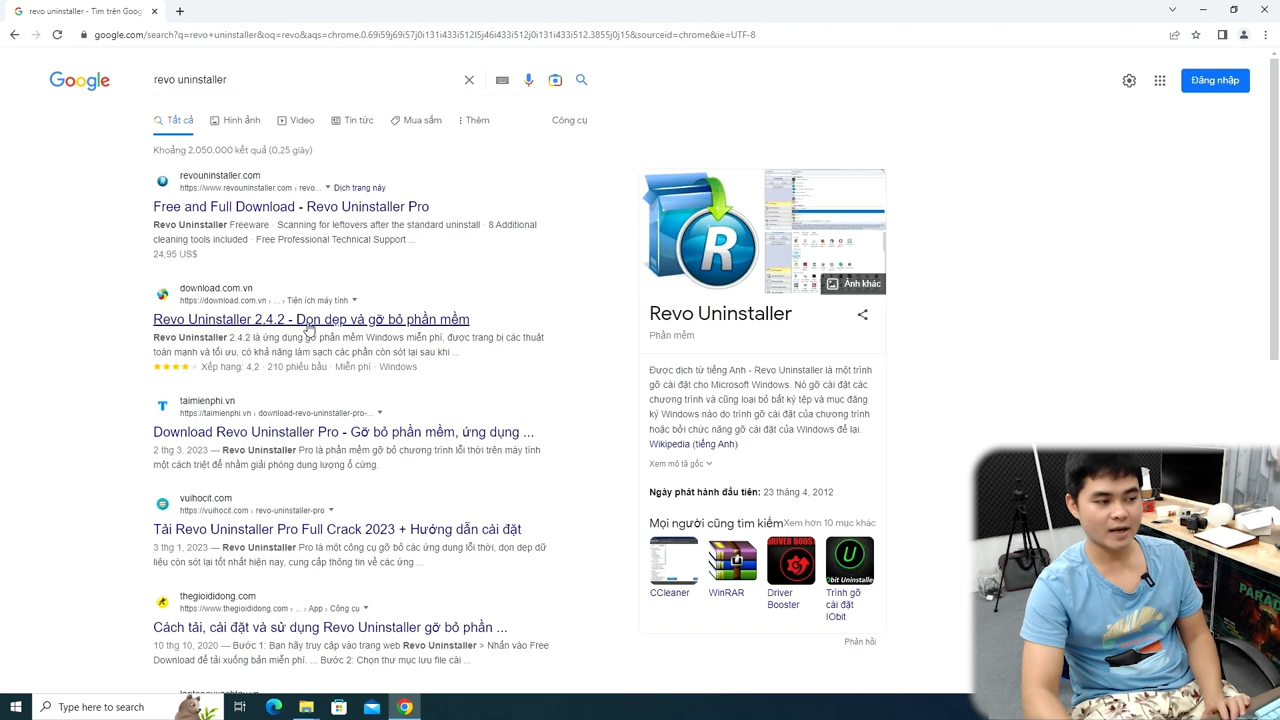 revo uninstaller - Tìm trên Googl
google.com/search?q=revo+uninstaller&oq=revo&aqs=chrome.0.69i59j69i57j0i131i433i512l5j46i433i512j0i131i433i512.3855j0j15&sourceid=chrome&ie=UTF-8
Google
revo uninstaller
Đăng nhập
Tất cả
Hình ảnh
Video
Tin tức
Mua sắm
Thêm
Công cụ
Khoảng 2.050.000 kết quả (0,25 giây)
revouninstaller.com
https://www.revouninstaller.com › revo... Dịch trang này
Free and Full Download - Revo Uninstaller Pro
Revo Uninstaller Freeware · Scanning for leftovers after the standard uninstall · 8 Additional
cleaning tools included · Free Professional Technical Support ...
24,95 US$
download.com.vn
https://download.com.vn › ... › Tiện ích máy tính
Revo Uninstaller 2.4.2 - Dọn dẹp và gỡ bỏ phần mềm
Revo Uninstaller 2.4.2 là ứng dụng gỡ bỏ phần mềm Windows miễn phí, được trang bị các thuật
toán mạnh và tối ưu, có khả năng làm sạch các phần còn sót lại sau khi ...
Xếp hạng: 4,2 · 210 phiếu bầu · Miễn phí · Windows
taimienphi.vn
https://taimienphi.vn › download-revo-uninstaller-pro-...
Download Revo Uninstaller Pro - Gỡ bỏ phần mềm, ứng dụng ...
2 thg 3, 2023 — Revo Uninstaller Pro là phần mềm gỡ bỏ chương trình lỗi thời trên máy tính
một cách triệt để nhằm giải phóng dung lượng ổ cứng.
vuihocit.com
https://vuihocit.com › revo-uninstaller-pro
Tải Revo Uninstaller Pro Full Crack 2023 + Hướng dẫn cài đặt
3 thg 1, 2023 — Revo Uninstaller Pro là một công cụ gỡ bỏ các ứng dụng lỗi thời, dọn dẹp dữ
liệu còn sót lại tốt nhất hiện nay, cung cấp thông tin về các ứng ...
thegioididong.com
https://www.thegioididong.com › ... › App › Công cụ
Cách tải, cài đặt và sử dụng Revo Uninstaller gỡ bỏ phần ...
10 thg 10, 2020 — Bước 1: Bạn hãy truy cập vào trang web Revo Uninstaller > Nhấn vào Free
Download để tải xuống bản miễn phí. ... Bước 2: Chọn thư mục lưu file cài ...
R
Ảnh khác
Revo Uninstaller
Phần mềm
Được dịch từ tiếng Anh - Revo Uninstaller là một trình
gỡ cài đặt cho Microsoft Windows. Nó gỡ cài đặt các
chương trình và cũng loại bỏ bất kỳ tệp và mục đăng
ký Windows nào do trình gỡ cài đặt của chương trình
hoặc bởi chức năng gỡ cài đặt của Windows để lại.
Wikipedia (tiếng Anh)
Xem mô tả gốc
Ngày phát hành đầu tiên: 23 tháng 4, 2012
Mọi người cũng tìm kiếm
Xem hơn 10 mục khác
DRIVER BOOS
Obit Uninstalle
CCleaner
WinRAR
Driver
Booster
Trình gỡ
cài đặt
IObit
Phản hồi
Type here to search